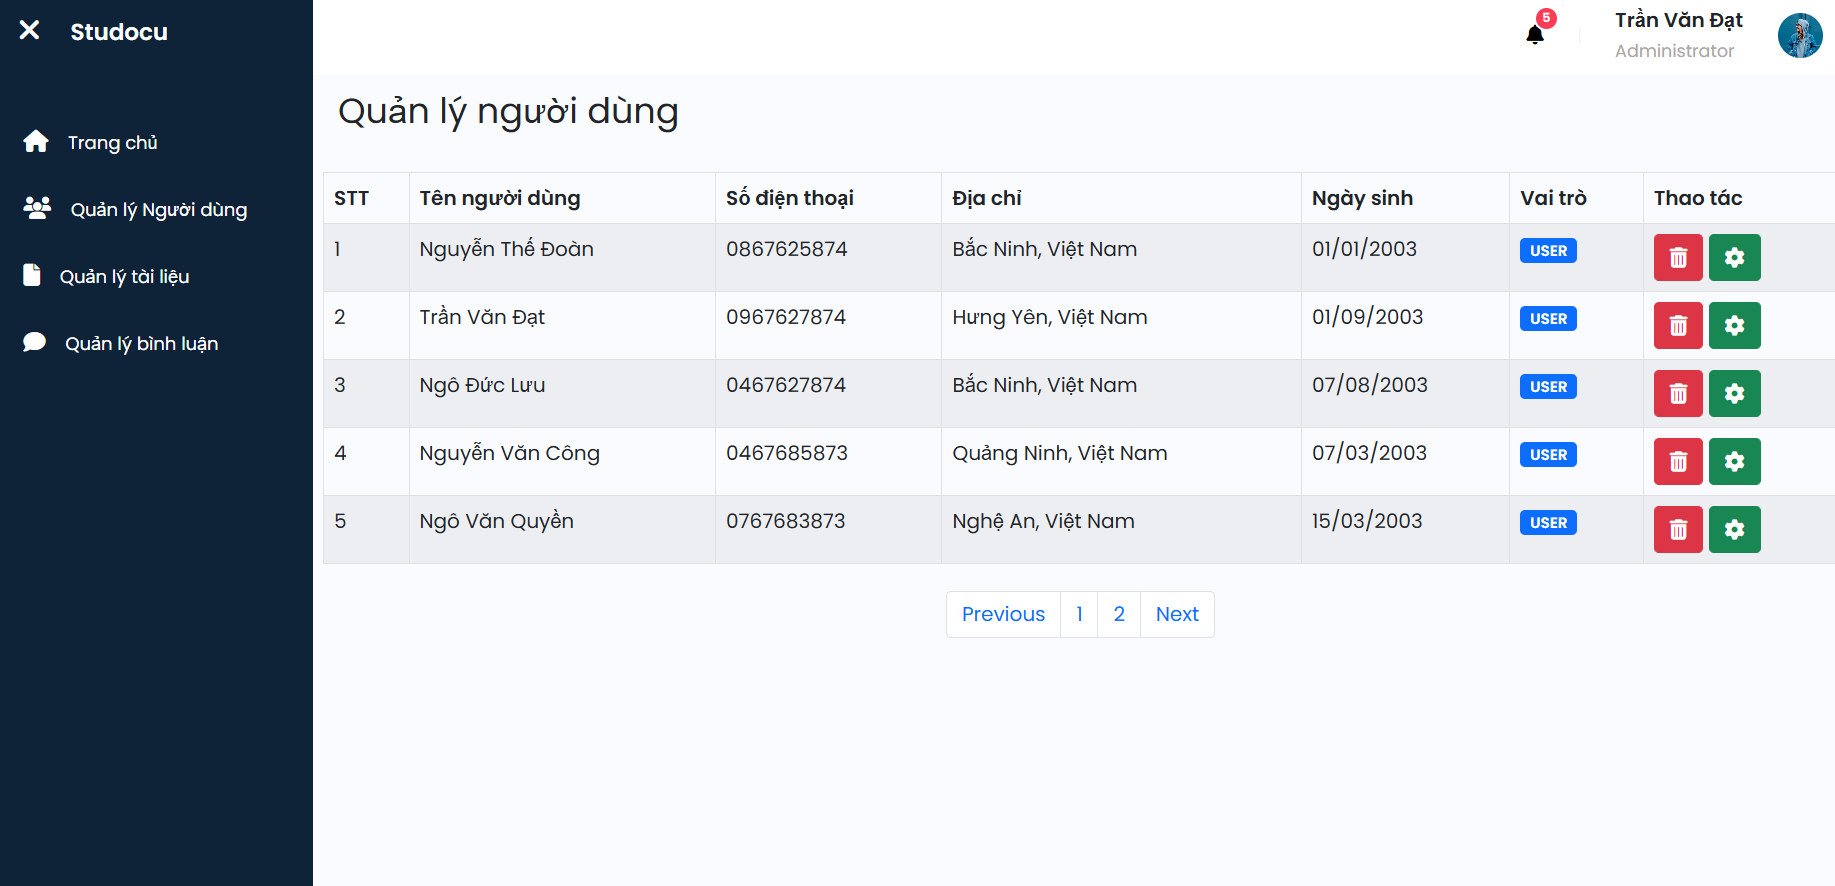 Studocu
5
Trần Văn Đạt
Administrator
Trang chủ
Quản lý Người dùng
Quản lý tài liệu
Quản lý bình luận
Quản lý người dùng
STT Tên người dùng Số điện thoại Địa chỉ Ngày sinh Vai trò Thao tác
1 Nguyễn Thế Đoàn 0867625874 Bắc Ninh, Việt Nam 01/01/2003 USER
2 Trần Văn Đạt 0967627874 Hưng Yên, Việt Nam 01/09/2003 USER
3 Ngô Đức Lưu 0467627874 Bắc Ninh, Việt Nam 07/08/2003 USER
4 Nguyễn Văn Công 0467685873 Quảng Ninh, Việt Nam 07/03/2003 USER
5 Ngô Văn Quyền 0767683873 Nghệ An, Việt Nam 15/03/2003 USER
Previous 1 2 Next